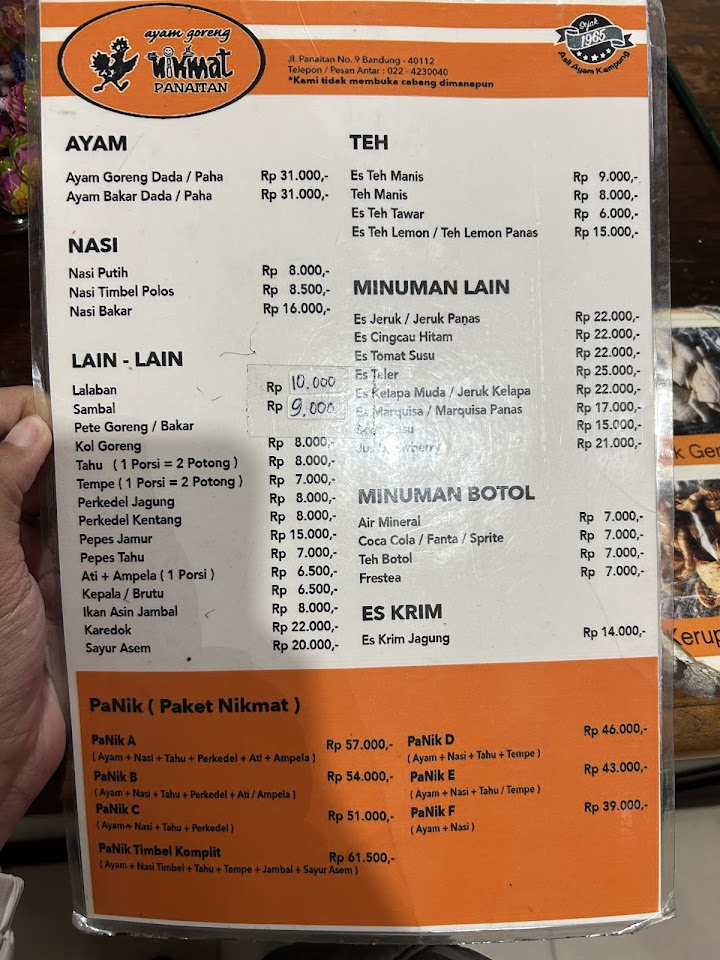 ayam goreng
NIKMAT
PANAITAN
Jl. Panaitan No. 9 Bandung - 40112
Telepon / Pesan Antar : 022 - 4230040
*Kami tidak membuka cabang dimanapun
Sejak
1965
Asli Ayam Kampung
AYAM
Ayam Goreng Dada / Paha Rp 31.000,-
Ayam Bakar Dada / Paha Rp 31.000,-
NASI
Nasi Putih Rp 8.000,-
Nasi Timbel Polos Rp 8.500,-
Nasi Bakar Rp 16.000,-
LAIN - LAIN
Lalaban Rp 10.000
Sambal Rp 9.000
Pete Goreng / Bakar
Kol Goreng Rp 8.000,-
Tahu ( 1 Porsi = 2 Potong ) Rp 8.000,-
Tempe ( 1 Porsi = 2 Potong ) Rp 7.000,-
Perkedel Jagung Rp 8.000,-
Perkedel Kentang Rp 8.000,-
Pepes Jamur Rp 15.000,-
Pepes Tahu Rp 7.000,-
Ati + Ampela ( 1 Porsi ) Rp 6.500,-
Kepala / Brutu Rp 6.500,-
Ikan Asin Jambal Rp 8.000,-
Karedok Rp 22.000,-
Sayur Asem Rp 20.000,-
TEH
Es Teh Manis Rp 9.000,-
Teh Manis Rp 8.000,-
Es Teh Tawar Rp 6.000,-
Es Teh Lemon / Teh Lemon Panas Rp 15.000,-
MINUMAN LAIN
Es Jeruk / Jeruk Panas Rp 22.000,-
Es Cingcau Hitam Rp 22.000,-
Es Tomat Susu Rp 22.000,-
Es Teler Rp 25.000,-
Es Kelapa Muda / Jeruk Kelapa Rp 22.000,-
Es Marquisa / Marquisa Panas Rp 17.000,-
Rp 15.000,-
Rp 21.000,-
MINUMAN BOTOL
Air Mineral Rp 7.000,-
Coca Cola / Fanta / Sprite Rp 7.000,-
Teh Botol Rp 7.000,-
Frestea Rp 7.000,-
ES KRIM
Es Krim Jagung Rp 14.000,-
PaNik ( Paket Nikmat )
PaNik A Rp 57.000,-
( Ayam + Nasi + Tahu + Perkedel + Ati + Ampela )
PaNik B Rp 54.000,-
( Ayam + Nasi + Tahu + Perkedel + Ati / Ampela )
PaNik C Rp 51.000,-
( Ayam + Nasi + Tahu + Perkedel )
PaNik Timbel Komplit Rp 61.500,-
( Ayam + Nasi Timbel + Tahu + Tempe + Jambal + Sayur Asem )
PaNik D Rp 46.000,-
( Ayam + Nasi + Tahu + Tempe )
PaNik E Rp 43.000,-
( Ayam + Nasi + Tahu / Tempe )
PaNik F Rp 39.000,-
( Ayam + Nasi )